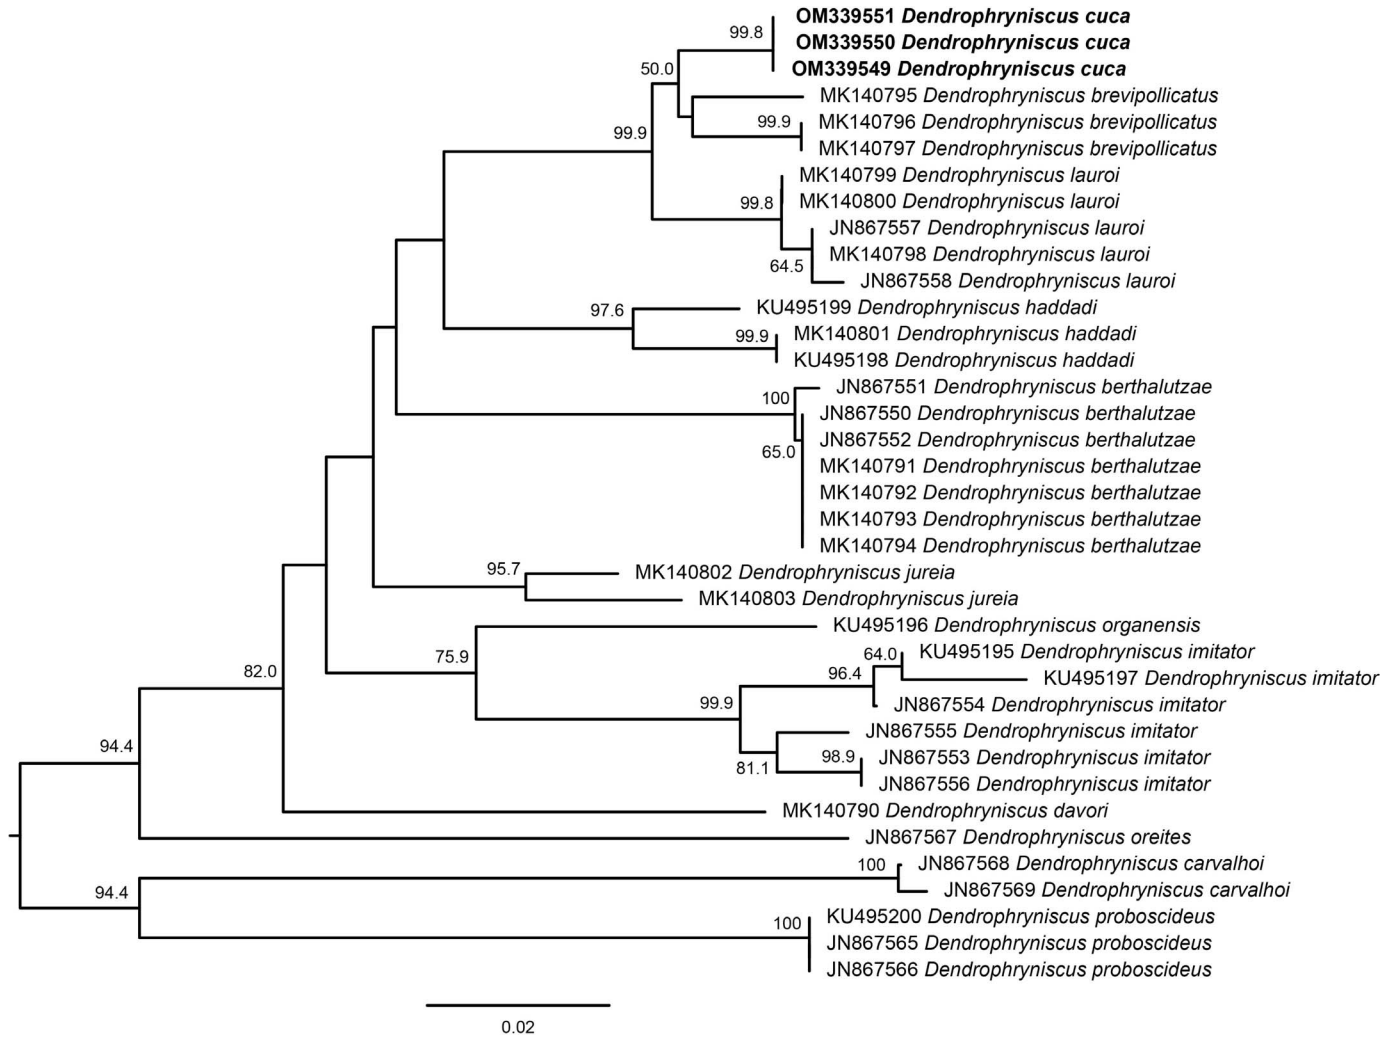 OM339551 Dendrophryniscus cuca
99.8
OM339550 Dendrophryniscus cuca
OM339549 Dendrophryniscus cuca
50.0
MK140795 Dendrophryniscus brevipollicatus
99.9
MK140796 Dendrophryniscus brevipollicatus
99.9
MK140797 Dendrophryniscus brevipollicatus
MK140799 Dendrophryniscus lauroi
99.8
MK140800 Dendrophryniscus lauroi
JN867557 Dendrophryniscus lauroi
MK140798 Dendrophryniscus lauroi
64.5
JN867558 Dendrophryniscus lauroi
97.6
KU495199 Dendrophryniscus haddadi
99.9
MK140801 Dendrophryniscus haddadi
KU495198 Dendrophryniscus haddadi
JN867551 Dendrophryniscus berthalutzae
100
JN867550 Dendrophryniscus berthalutzae
JN867552 Dendrophryniscus berthalutzae
65.0
MK140791 Dendrophryniscus berthalutzae
MK140792 Dendrophryniscus berthalutzae
MK140793 Dendrophryniscus berthalutzae
MK140794 Dendrophryniscus berthalutzae
95.7
MK140802 Dendrophryniscus jureia
MK140803 Dendrophryniscus jureia
KU495196 Dendrophryniscus organensis
75.9
64.0
KU495195 Dendrophryniscus imitator
96.4
KU495197 Dendrophryniscus imitator
82.0
99.9
JN867554 Dendrophryniscus imitator
JN867555 Dendrophryniscus imitator
94.4
98.9
JN867553 Dendrophryniscus imitator
81.1
JN867556 Dendrophryniscus imitator
MK140790 Dendrophryniscus davori
JN867567 Dendrophryniscus oreites
100
JN867568 Dendrophryniscus carvalhoi
94.4
JN867569 Dendrophryniscus carvalhoi
KU495200 Dendrophryniscus proboscideus
100
JN867565 Dendrophryniscus proboscideus
JN867566 Dendrophryniscus proboscideus
0.02